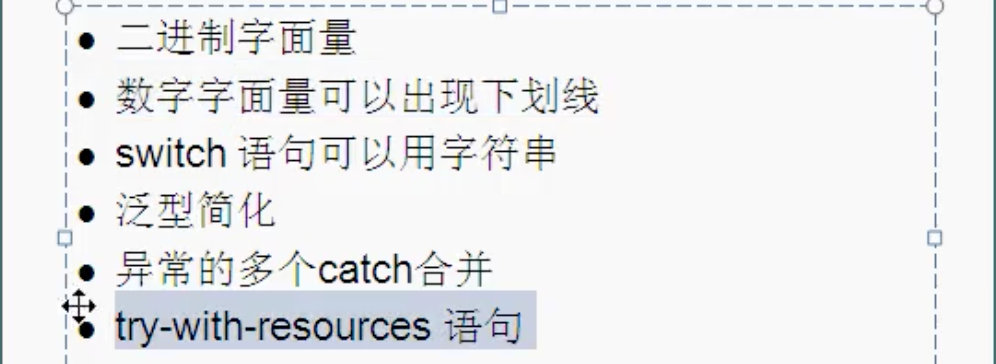 • 二进制字面量
• 数字字面量可以出现下划线
• switch 语句可以用字符串
• 泛型简化
• 异常的多个catch合并
• try-with-resources 语句